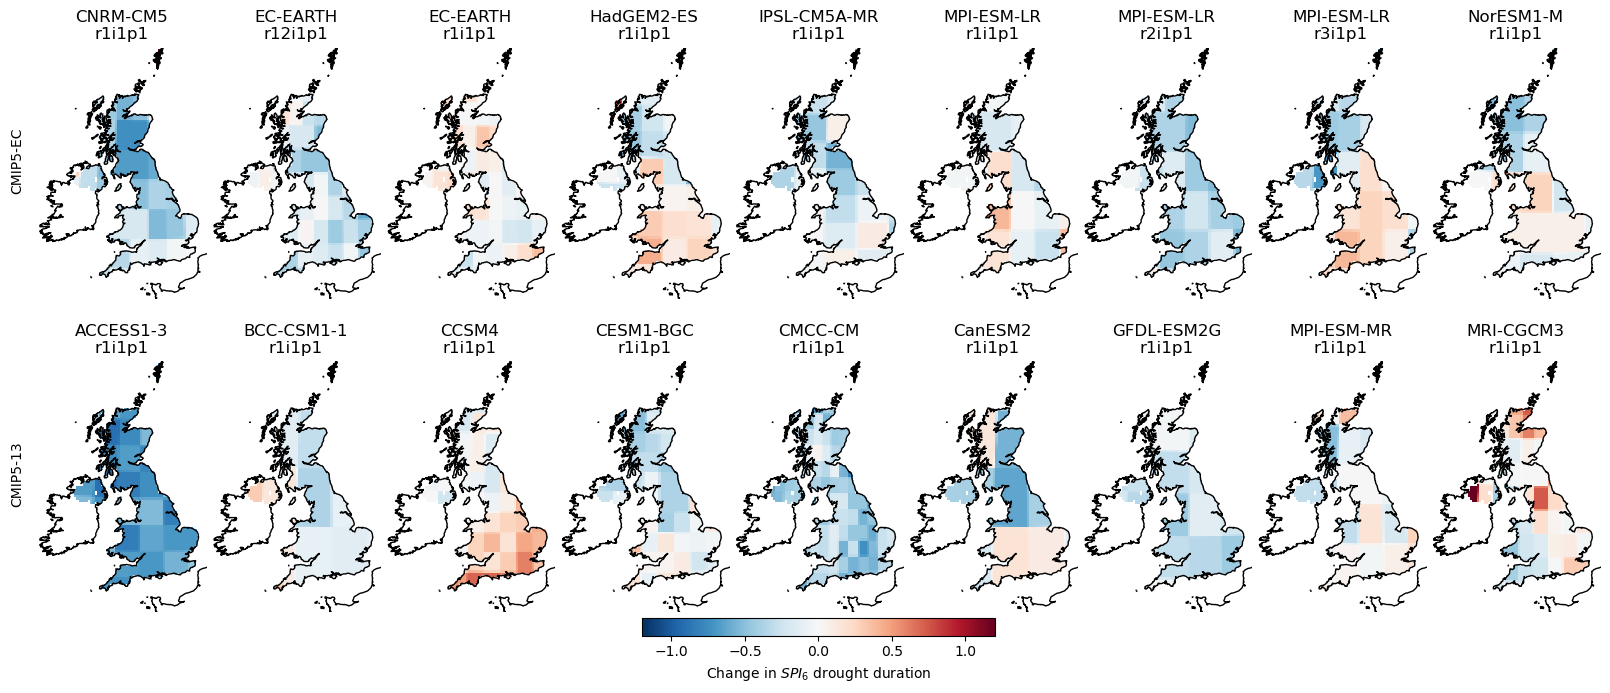 CNRM-CM5
r1i1p1
EC-EARTH
r12i1p1
EC-EARTH
r1i1p1
HadGEM2-ES
r1i1p1
IPSL-CM5A-MR
r1i1p1
MPI-ESM-LR
r1i1p1
MPI-ESM-LR
r2i1p1
MPI-ESM-LR
r3i1p1
NorESM1-M
r1i1p1
CMIP5-EC
ACCESS1-3
r1i1p1
BCC-CSM1-1
r1i1p1
CCSM4
r1i1p1
CESM1-BGC
r1i1p1
CMCC-CM
r1i1p1
CanESM2
r1i1p1
GFDL-ESM2G
r1i1p1
MPI-ESM-MR
r1i1p1
MRI-CGCM3
r1i1p1
CMIP5-13
−1.0 −0.5 0.0 0.5 1.0
Change in SPI₆ drought duration